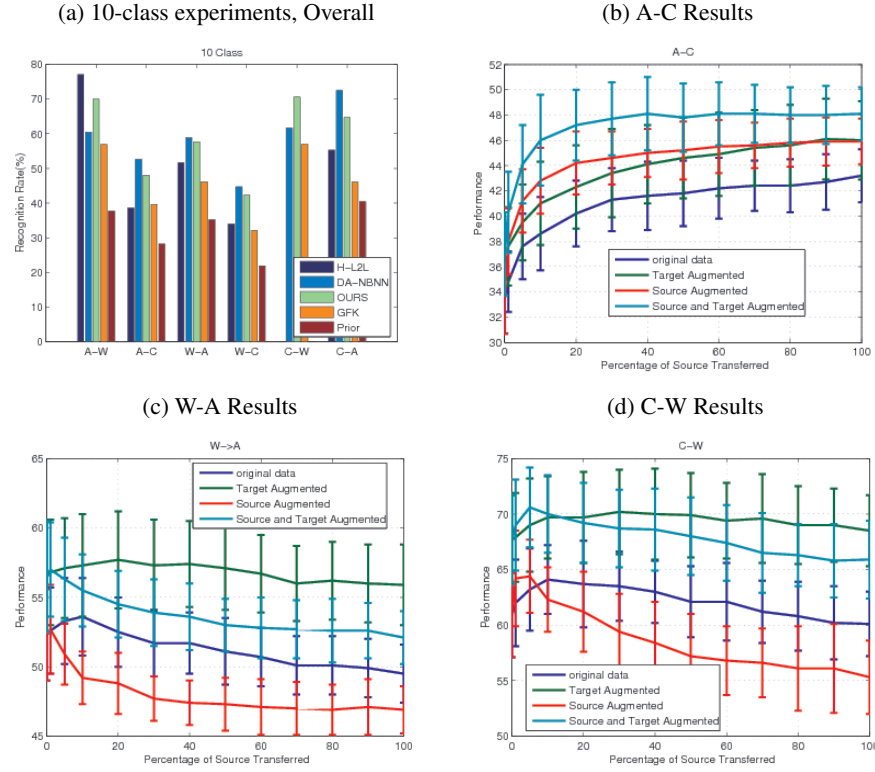 (a) 10-class experiments, Overall
(b) A-C Results
10 Class
Recognition Rate(%)
80
70
60
50
40
30
20
10
0
H-L2L
DA-NBNN
OURS
GFK
Prior
A-W
A-C
W-A
W-C
C-W
C-A
A-C
Performance
52
50
48
46
44
42
40
38
36
34
32
30
original data
Target Augmented
Source Augmented
Source and Target Augmented
0 20 40 60 80 100
Percentage of Source Transferred
(c) W-A Results
(d) C-W Results
W->A
Performance
65
60
55
50
45
original data
Target Augmented
Source Augmented
Source and Target Augmented
0 20 40 60 80 100
Percentage of Source Transferred
C-W
Performance
75
70
65
60
55
50
original data
Target Augmented
Source Augmented
Source and Target Augmented
0 20 40 60 80 100
Percentage of Source Transferred